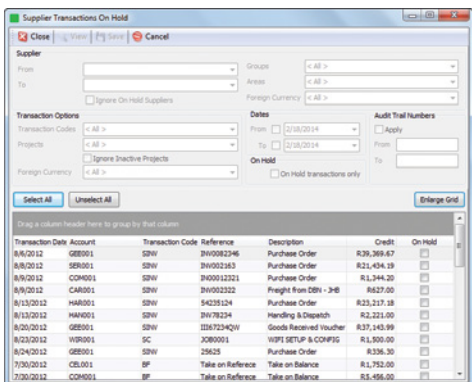 Supplier Transactions On Hold
Close View Save Cancel
Supplier
From
To
Ignore On Hold Suppliers
Groups < All >
Areas < All >
Foreign Currency < All >
Transaction Options
Transaction Codes < All >
Projects < All >
Ignore Inactive Projects
Foreign Currency < All >
Dates
From 2/18/2014
To 2/18/2014
On Hold
On Hold transactions only
Audit Trail Numbers
Apply
From
To
Select All Unselect All Enlarge Grid
Drag a column header here to group by that column
Transaction Date Account Transaction Code Reference Description Credit On Hold
8/6/2012 GEE001 SINV INV0082346 Purchase Order R39,369.67
8/8/2012 SER001 SINV INV002163 Purchase Order R21,434.19
8/9/2012 COM001 SINV IN00012321 Purchase Order R1,344.20
8/9/2012 CAR001 SINV INV002322 Freight from DBN - JHB R627.00
8/13/2012 HAR001 SINV 54235124 Purchase Order R23,217.18
8/13/2012 HAN001 SINV INV78234 Handling & Dispatch R2,221.00
8/20/2012 GEE001 SINV III67234QW Goods Received Voucher R37,143.99
8/23/2012 WIR001 SC JOB0001 WIFI SETUP & CONFIG R1,500.00
8/24/2012 GEE001 SINV 25625 Purchase Order R336.30
7/30/2012 CEL001 BF Take on Referece Take on Balance R1,752.00
7/30/2012 COM001 BF Take on Referece Take on Balance R5,456.00